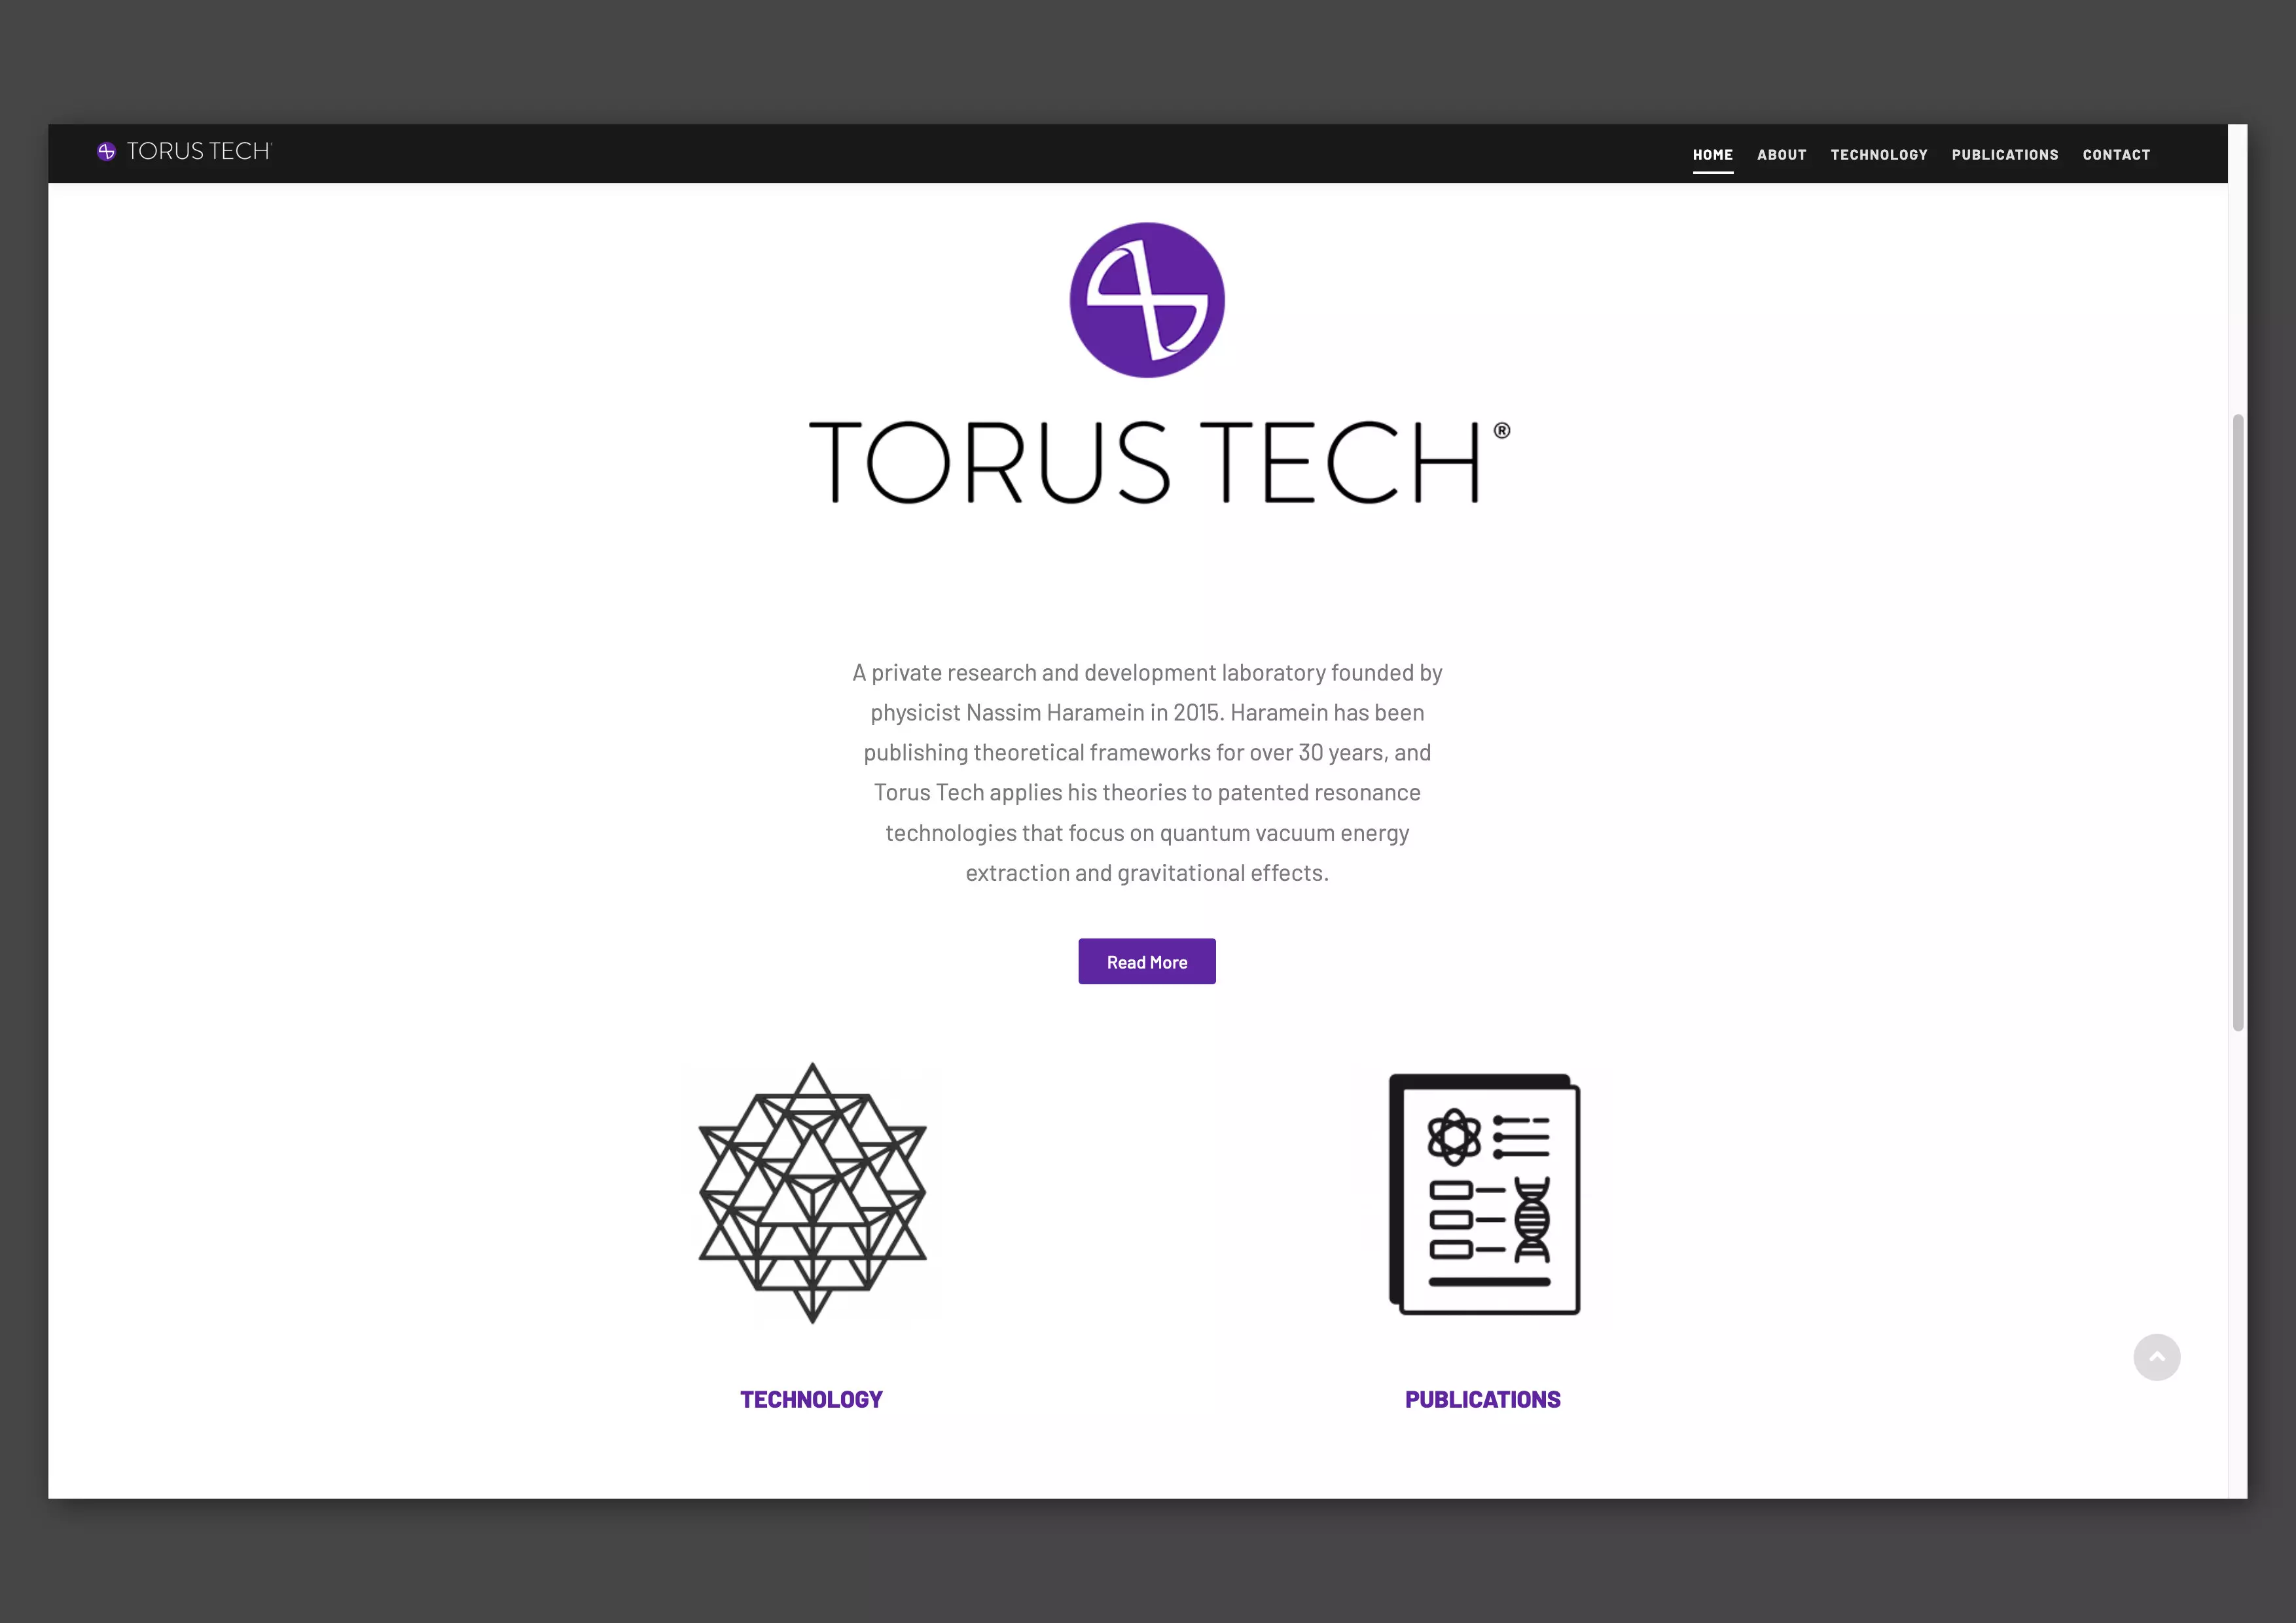 TORUS TECH
HOME ABOUT TECHNOLOGY PUBLICATIONS CONTACT
TORUS TECH®
A private research and development laboratory founded by
physicist Nassim Haramein in 2015. Haramein has been
publishing theoretical frameworks for over 30 years, and
Torus Tech applies his theories to patented resonance
technologies that focus on quantum vacuum energy
extraction and gravitational effects.
Read More
TECHNOLOGY
PUBLICATIONS